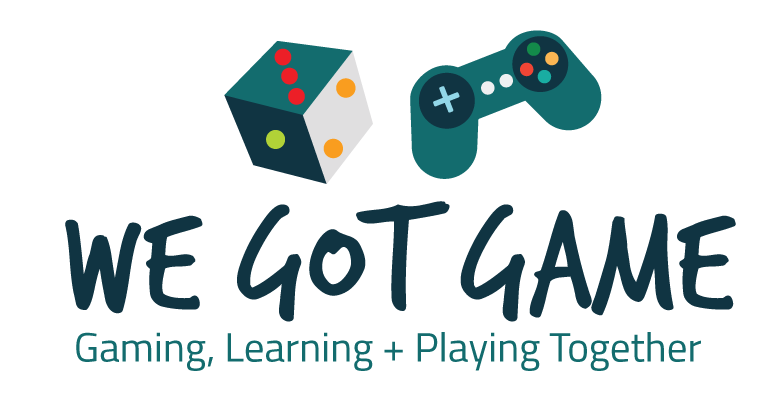 WE GOT GAME
Gaming, Learning + Playing Together